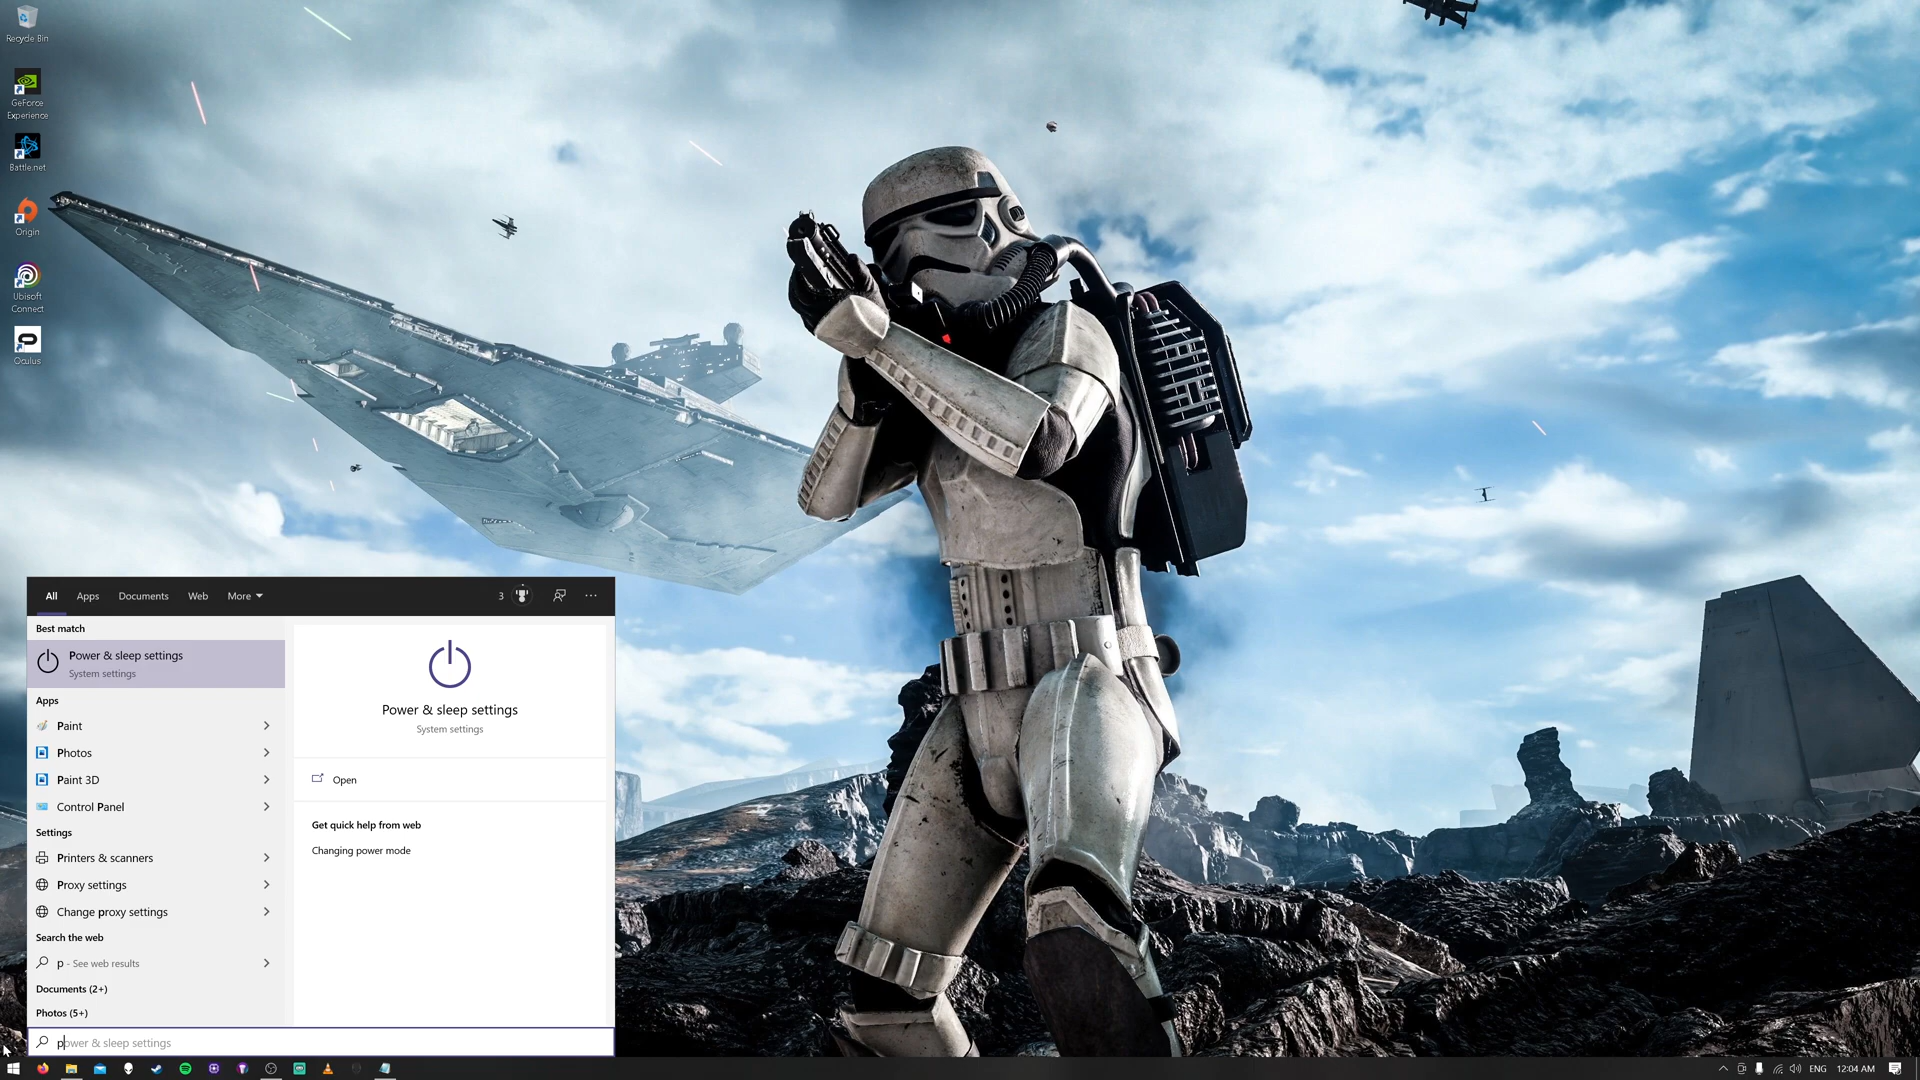 Recycle Bin
GeForce
Experience
Battle.net
Origin
Ubisoft
Connect
Oculus
All Apps Documents Web More 3
Best match
Power & sleep settings
System settings
Apps
Paint
Photos
Paint 3D
Control Panel
Settings
Printers & scanners
Proxy settings
Change proxy settings
Search the web
p - See web results
Documents (2+)
Photos (5+)
Power & sleep settings
System settings
Open
Get quick help from web
Changing power mode
power & sleep settings
ENG 12:04 AM